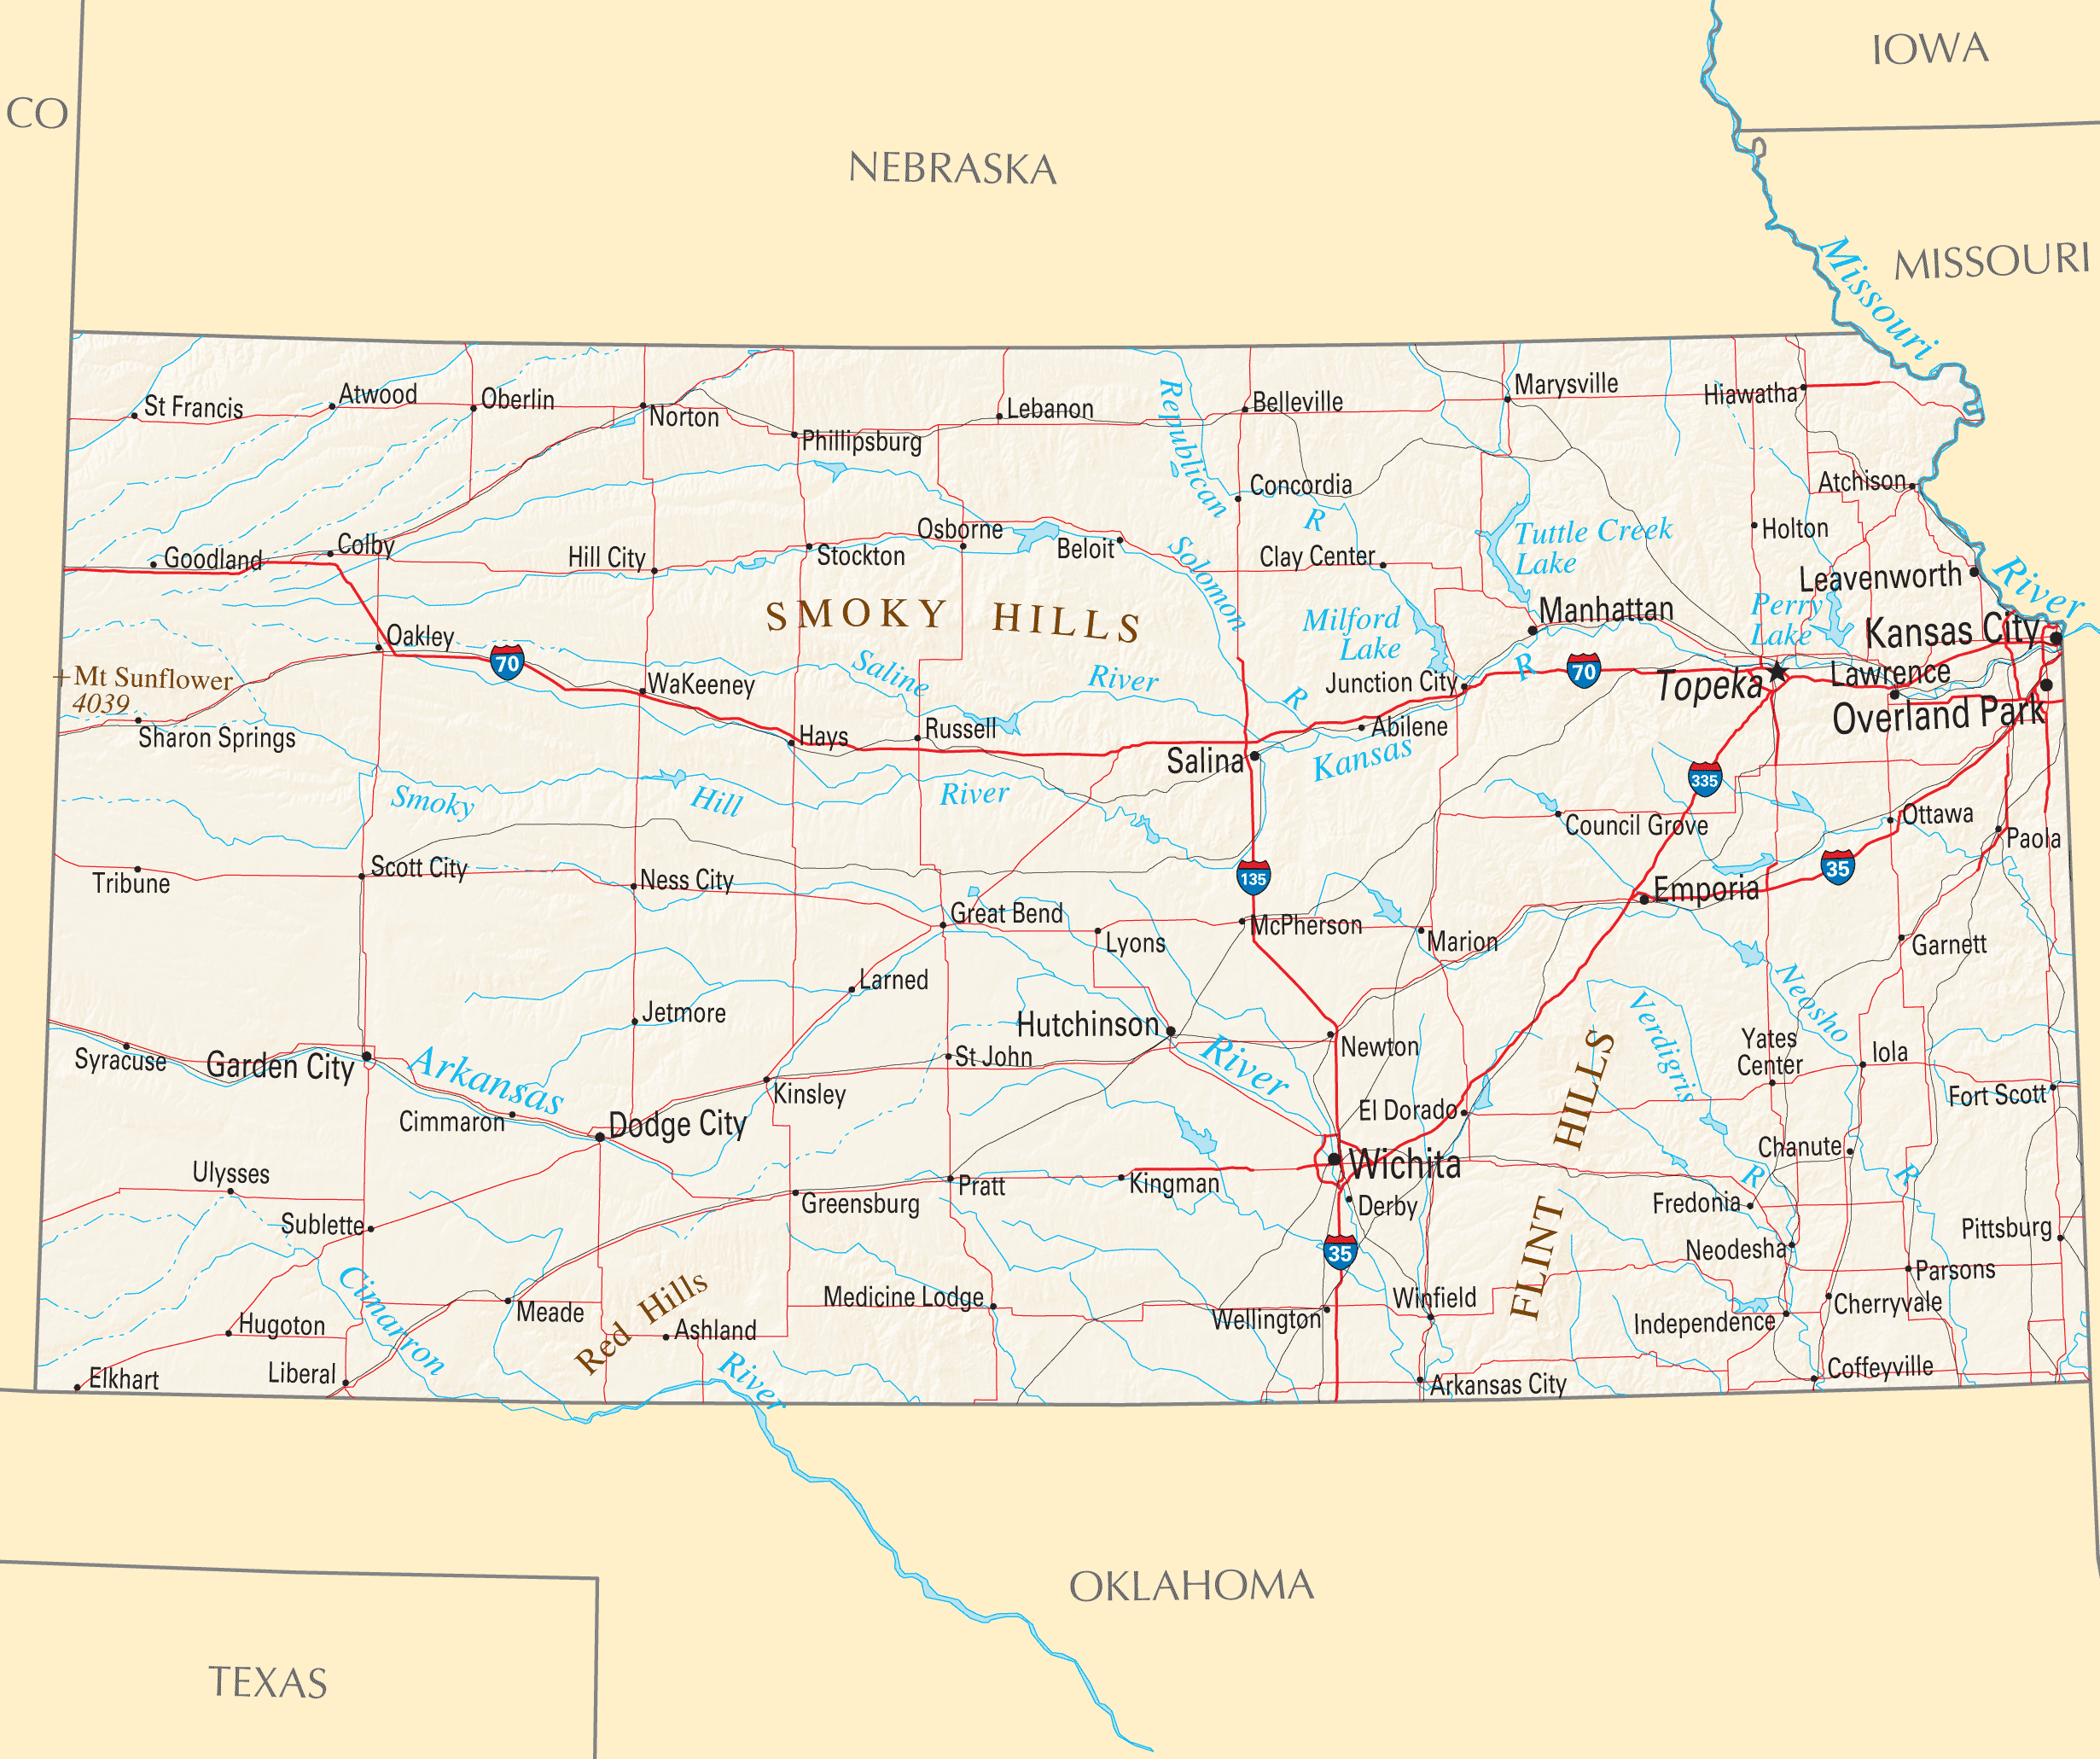 IOWA
CO
NEBRASKA
MISSOURI
Missouri
River
St Francis
Atwood
Oberlin
Norton
Phillipsburg
Lebanon
Republican
R
Belleville
Marysville
Hiawatha
Concordia
Atchison
Goodland
Colby
Hill City
Stockton
Osborne
Beloit
Solomon
R
Clay Center
Tuttle Creek
Lake
Holton
Leavenworth
SMOKY HILLS
Milford
Lake
Manhattan
Perry
Lake
Kansas City
Oakley
70
Mt Sunflower
4039
Sharon Springs
WaKeeney
Saline
River
Junction City
R
70
Topeka
Lawrence
Overland Park
Hays
Russell
Salina
Abilene
Kansas
335
Smoky
Hill
River
Council Grove
Ottawa
Paola
Tribune
Scott City
Ness City
135
35
Emporia
Great Bend
Lyons
McPherson
Marion
Garnett
Larned
Neosho
R
Verdigris
R
Jetmore
Hutchinson
River
Newton
Yates
Center
Iola
Syracuse
Garden City
Arkansas
St John
Fort Scott
Cimmaron
Dodge City
Kinsley
El Dorado
FLINT HILLS
Chanute
Ulysses
Wichita
Greensburg
Pratt
Kingman
Derby
Fredonia
Sublette
35
Neodesha
Pittsburg
Cimarron
River
Red Hills
Medicine Lodge
Wellington
Winfield
Parsons
Hugoton
Meade
Ashland
Independence
Cherryvale
Elkhart
Liberal
Arkansas City
Coffeyville
OKLAHOMA
TEXAS